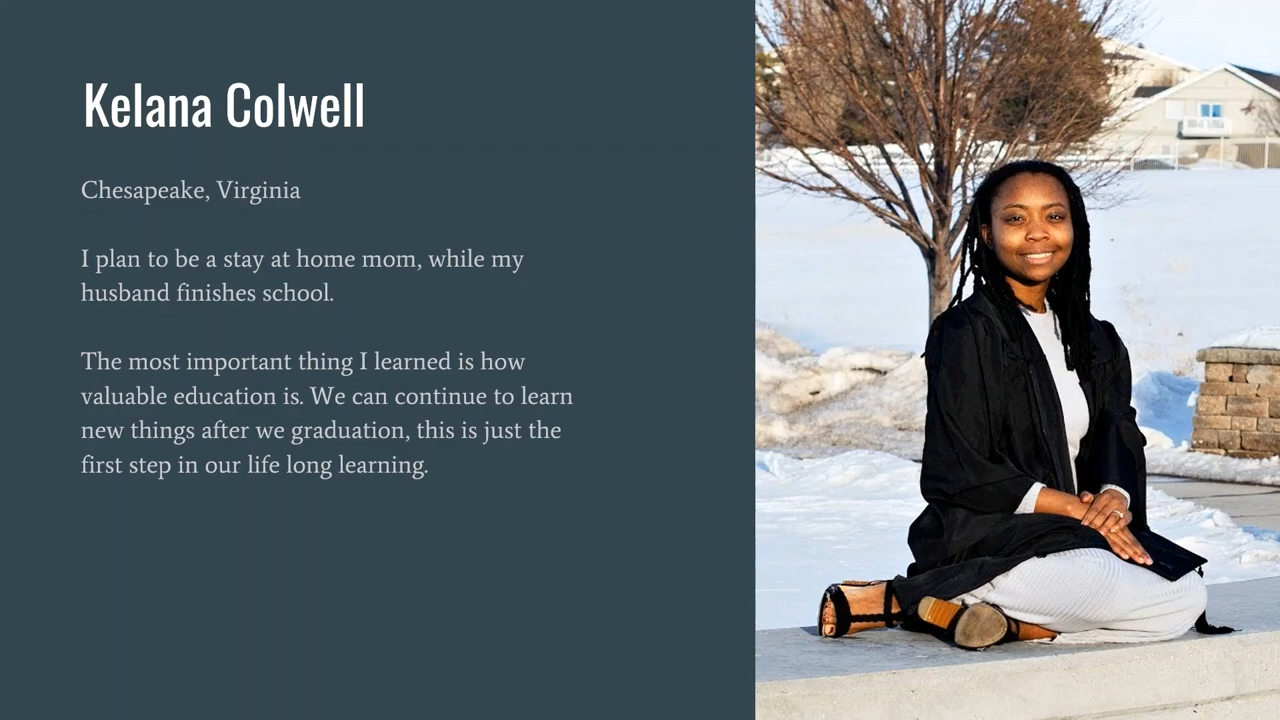 Kelana Colwell
Chesapeake, Virginia
I plan to be a stay at home mom, while my
husband finishes school.
The most important thing I learned is how
valuable education is. We can continue to learn
new things after we graduation, this is just the
first step in our life long learning.